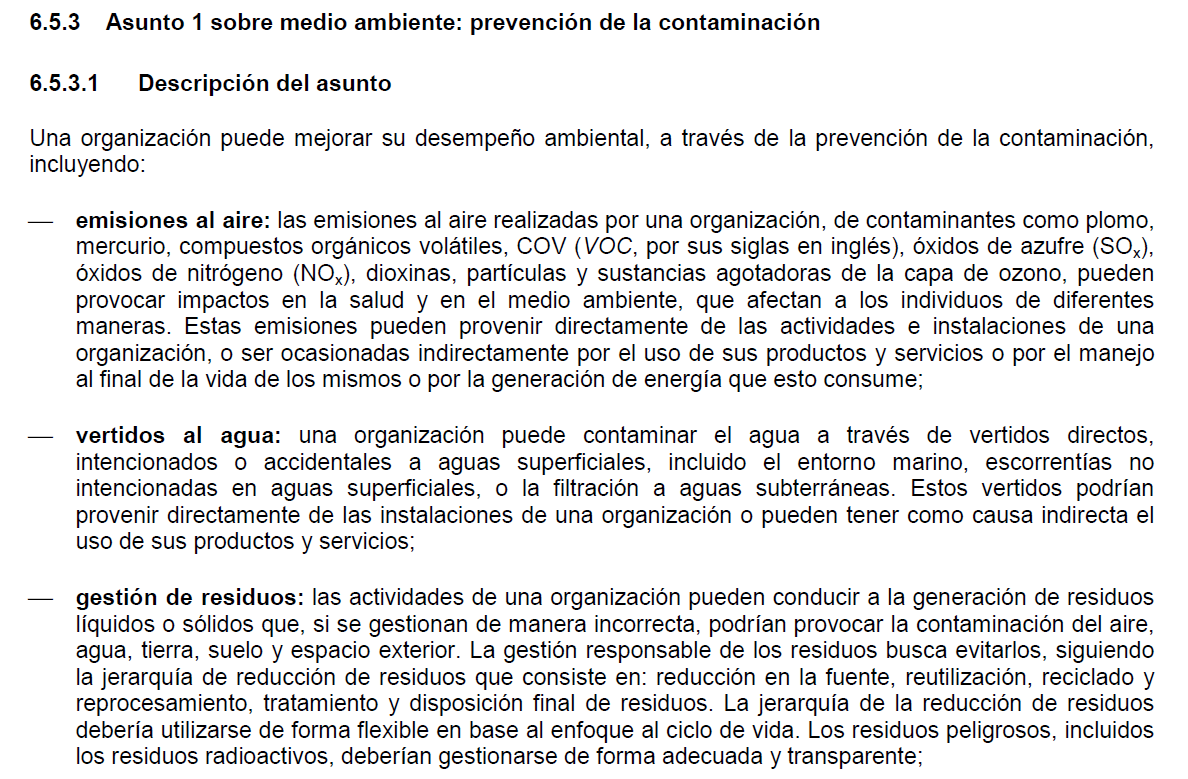 6.5.3 Asunto 1 sobre medio ambiente: prevención de la contaminación
6.5.3.1 Descripción del asunto
Una organización puede mejorar su desempeño ambiental, a través de la prevención de la contaminación,
incluyendo:
— emisiones al aire: las emisiones al aire realizadas por una organización, de contaminantes como plomo,
mercurio, compuestos orgánicos volátiles, COV (VOC, por sus siglas en inglés), óxidos de azufre (SOx),
óxidos de nitrógeno (NOx), dioxinas, partículas y sustancias agotadoras de la capa de ozono, pueden
provocar impactos en la salud y en el medio ambiente, que afectan a los individuos de diferentes
maneras. Estas emisiones pueden provenir directamente de las actividades e instalaciones de una
organización, o ser ocasionadas indirectamente por el uso de sus productos y servicios o por el manejo
al final de la vida de los mismos o por la generación de energía que esto consume;
— vertidos al agua: una organización puede contaminar el agua a través de vertidos directos,
intencionados o accidentales a aguas superficiales, incluido el entorno marino, escorrentías no
intencionadas en aguas superficiales, o la filtración a aguas subterráneas. Estos vertidos podrían
provenir directamente de las instalaciones de una organización o pueden tener como causa indirecta el
uso de sus productos y servicios;
— gestión de residuos: las actividades de una organización pueden conducir a la generación de residuos
líquidos o sólidos que, si se gestionan de manera incorrecta, podrían provocar la contaminación del aire,
agua, tierra, suelo y espacio exterior. La gestión responsable de los residuos busca evitarlos, siguiendo
la jerarquía de reducción de residuos que consiste en: reducción en la fuente, reutilización, reciclado y
reprocesamiento, tratamiento y disposición final de residuos. La jerarquía de la reducción de residuos
debería utilizarse de forma flexible en base al enfoque al ciclo de vida. Los residuos peligrosos, incluidos
los residuos radioactivos, deberían gestionarse de forma adecuada y transparente;